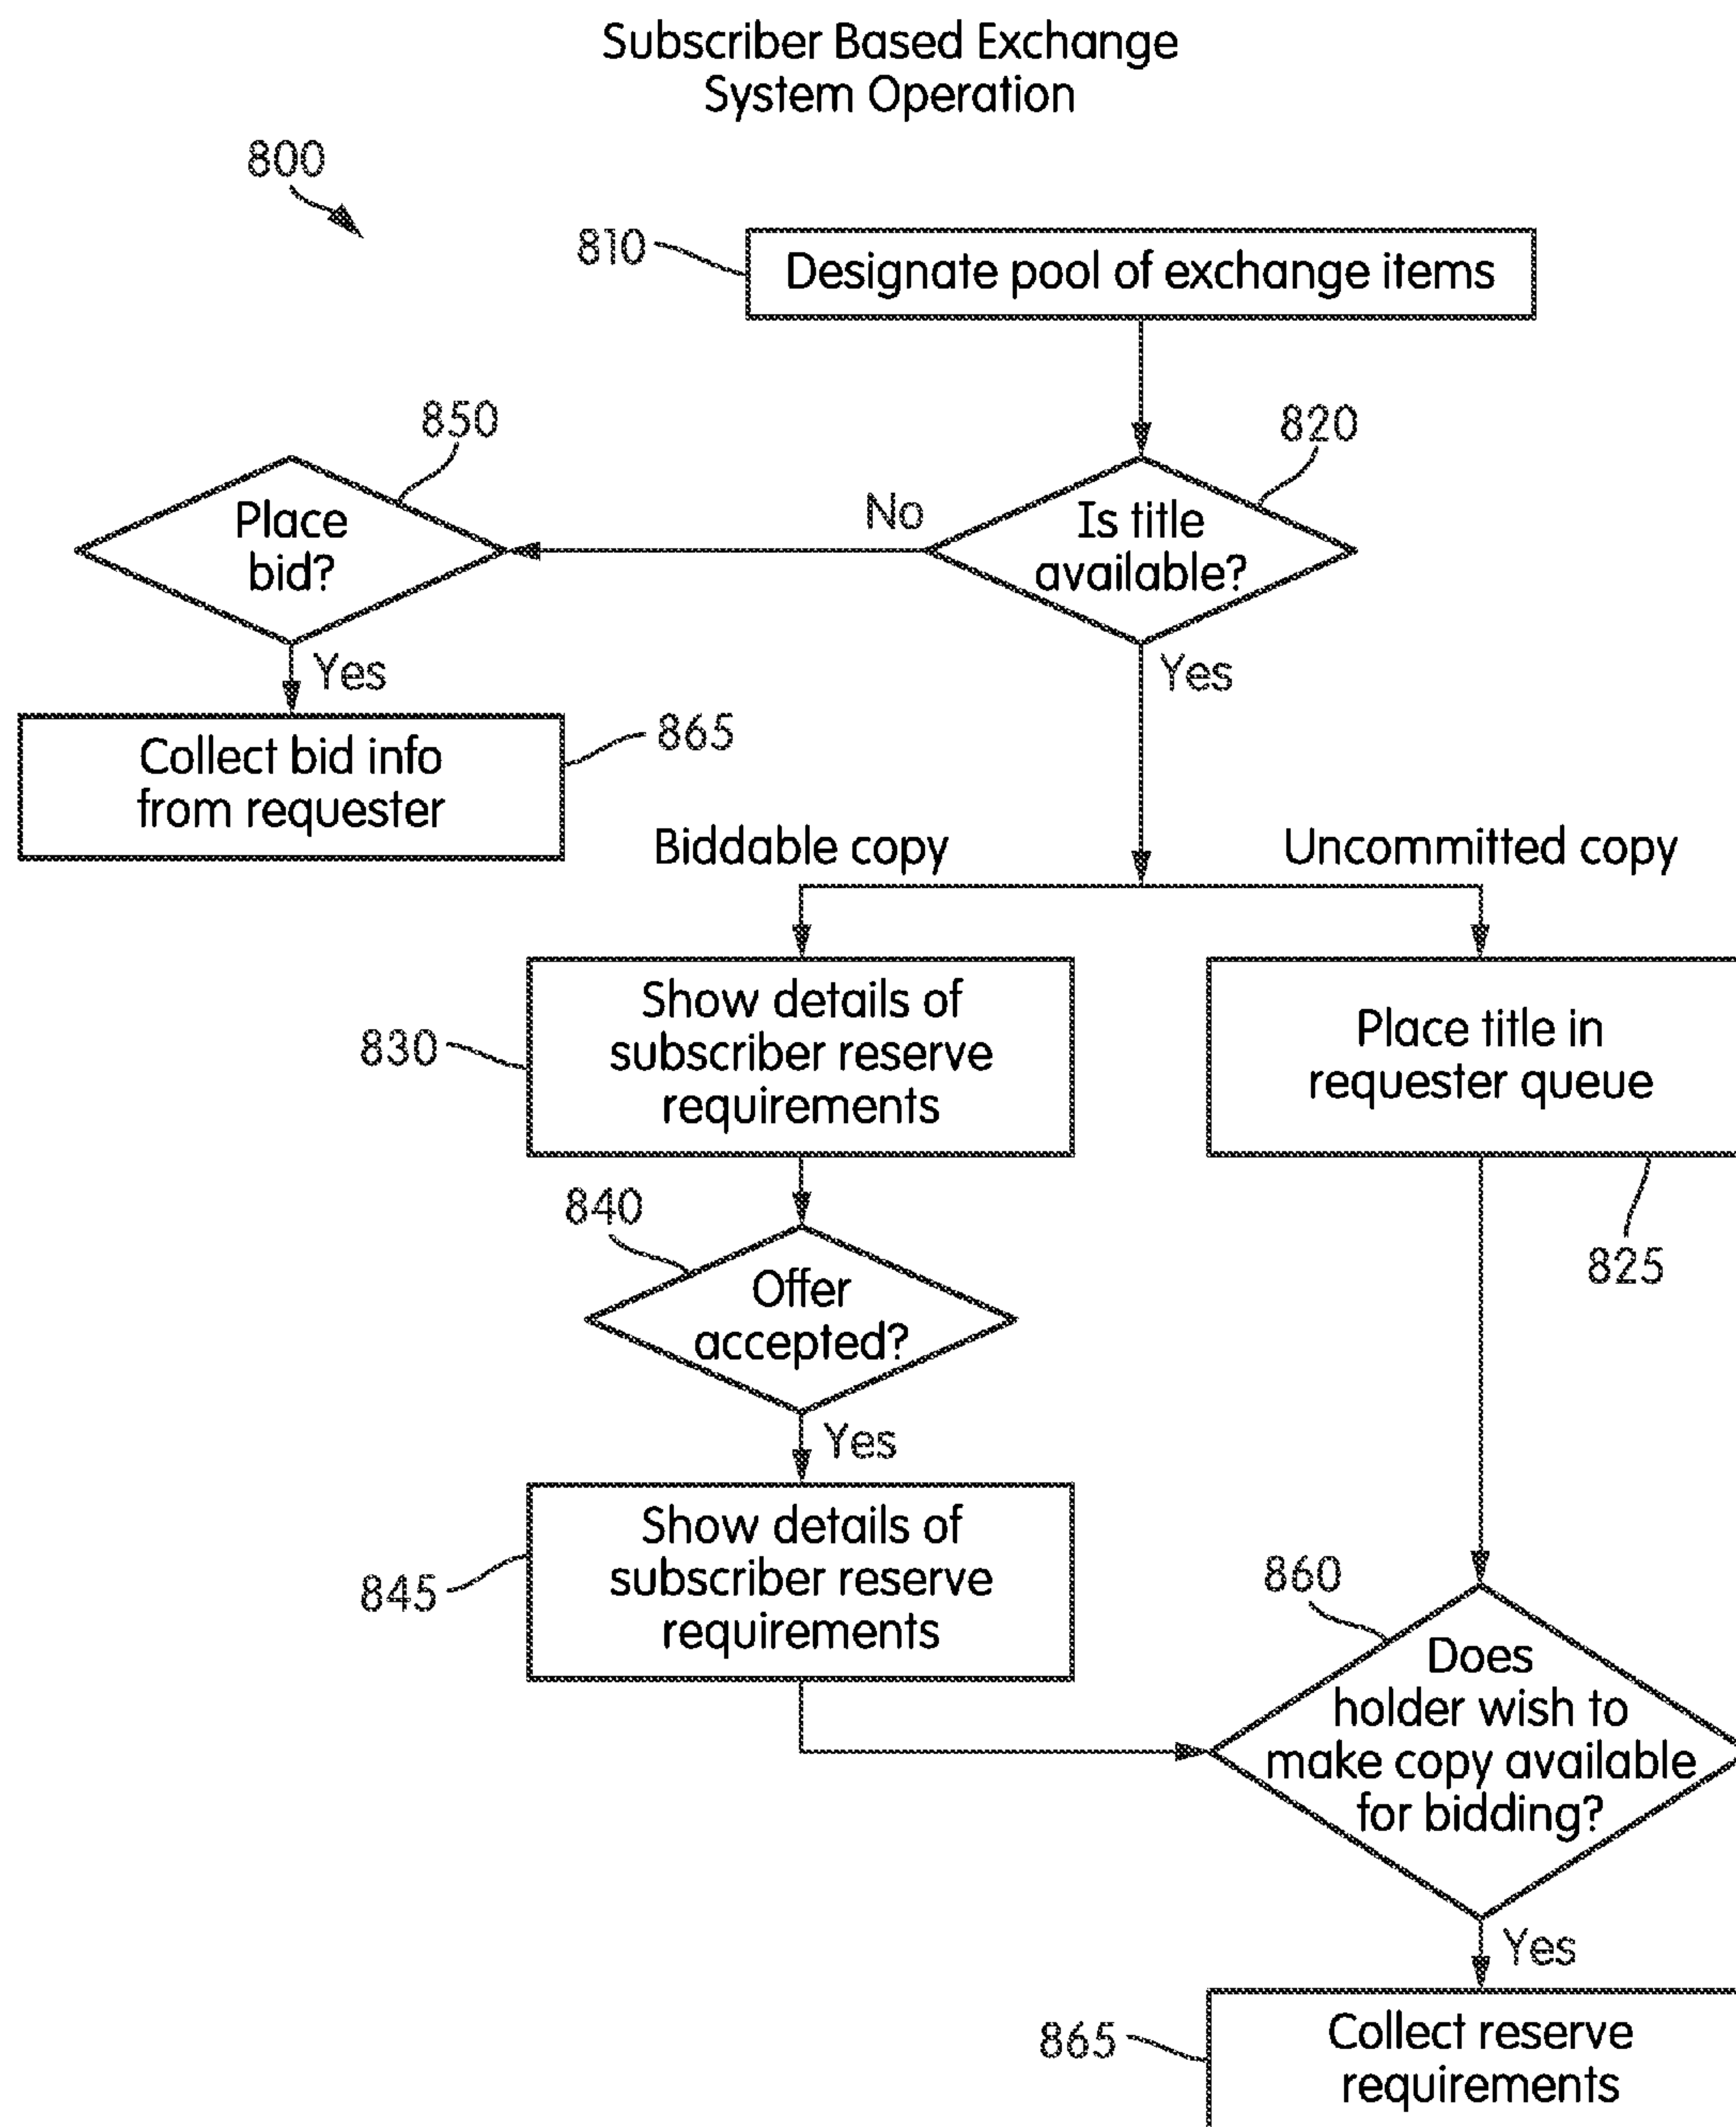 Subscriber Based Exchange
System Operation
800
810
Designate pool of exchange items
850
820
Place
bid?
No
Is title
available?
Yes
Yes
Collect bid info
from requester
865
Biddable copy
Uncommitted copy
830
Show details of
subscriber reserve
requirements
Place title in
requester queue
825
840
Offer
accepted?
Yes
845
Show details of
subscriber reserve
requirements
860
Does
holder wish to
make copy available
for bidding?
Yes
865
Collect reserve
requirements